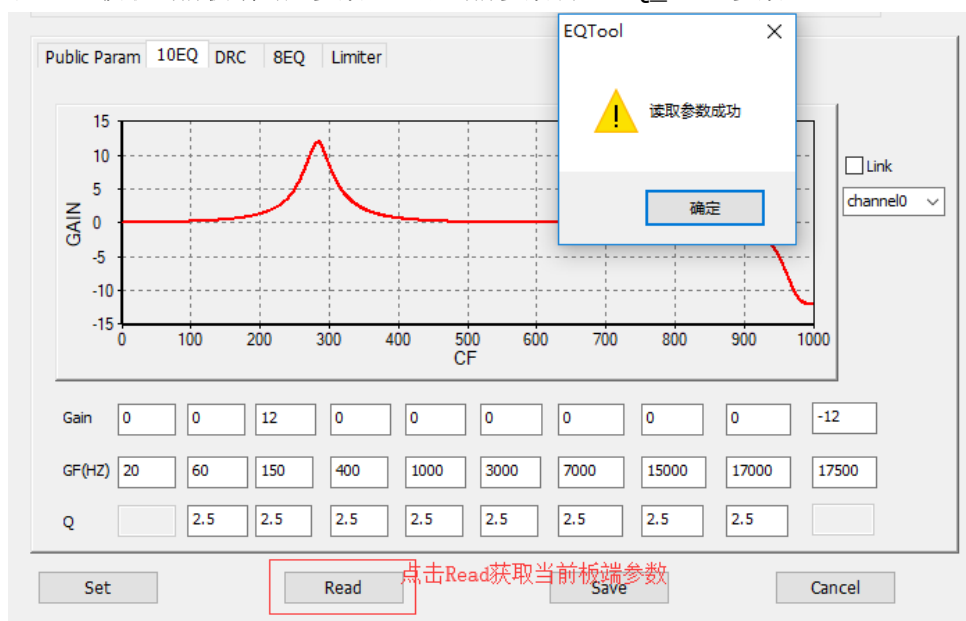 EQTool
Public Param 10EQ DRC 8EQ Limiter
读取参数成功
确定
Link
channel0
15
10
5
0
-5
-10
-15
GAIN
0 100 200 300 400 500 600 700 800 900 1000
CF
Gain 0 0 12 0 0 0 0 0 0 -12
GF(HZ) 20 60 150 400 1000 3000 7000 15000 17000 17500
Q 2.5 2.5 2.5 2.5 2.5 2.5 2.5 2.5
点击Read获取当前板端参数
Set Read Save Cancel